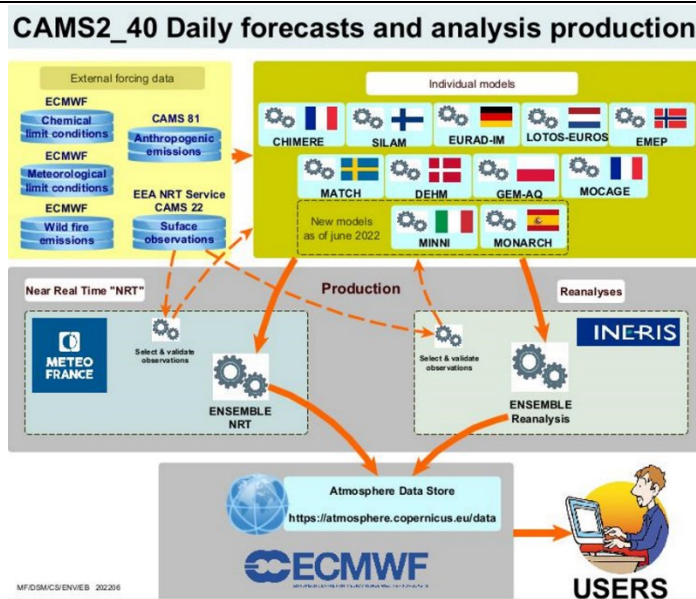 CAMS2_40 Daily forecasts and analysis production
External forcing data
ECMWF
Chemical
limit conditions
ECMWF
Meteorological
limit conditions
ECMWF
Wild fire
emissions
CAMS 81
Anthropogenic
emissions
EEA NRT Service
CAMS 22
Suface
observations
Individual models
CHIMERE
SILAM
EURAD-IM
LOTOS-EUROS
EMEP
MATCH
DEHM
GEM-AQ
MOCAGE
New models
as of june 2022
MINNI
MONARCH
Near Real Time "NRT"
Production
Reanalyses
METEO
FRANCE
Select & validate
observations
ENSEMBLE
NRT
Select & validate
observations
INERIS
ENSEMBLE
Reanalysis
Atmosphere Data Store
https://atmosphere.copernicus.eu/data
ECMWF
MF/DSM/CS/ENV/EB 202206
USERS